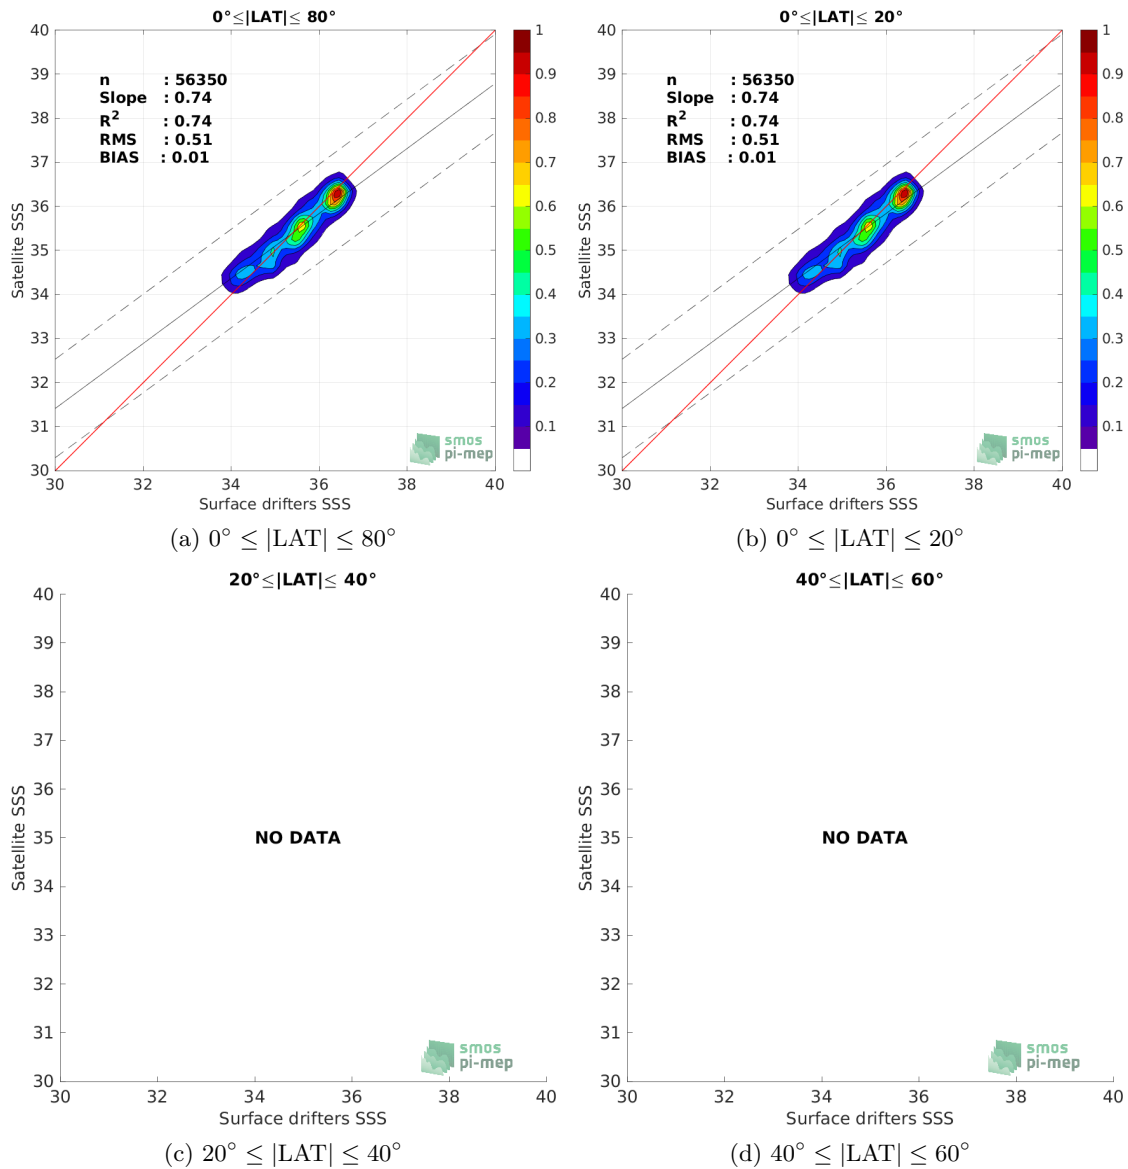 0°≤|LAT|≤ 80°
40
39
38
37
36
35
34
33
32
31
30
Satellite SSS
n : 56350
Slope : 0.74
R2 : 0.74
RMS : 0.51
BIAS : 0.01
1
0.9
0.8
0.7
0.6
0.5
0.4
0.3
0.2
0.1
smos
pi-mep
30 32 34 36 38 40
Surface drifters SSS
(a) 0° ≤ |LAT| ≤ 80°
0°≤|LAT|≤ 20°
40
39
38
37
36
35
34
33
32
31
30
Satellite SSS
n : 56350
Slope : 0.74
R2 : 0.74
RMS : 0.51
BIAS : 0.01
1
0.9
0.8
0.7
0.6
0.5
0.4
0.3
0.2
0.1
smos
pi-mep
30 32 34 36 38 40
Surface drifters SSS
(b) 0° ≤ |LAT| ≤ 20°
20°≤|LAT|≤ 40°
40
39
38
37
36
35
34
33
32
31
30
Satellite SSS
NO DATA
smos
pi-mep
30 32 34 36 38 40
Surface drifters SSS
(c) 20° ≤ |LAT| ≤ 40°
40°≤|LAT|≤ 60°
40
39
38
37
36
35
34
33
32
31
30
Satellite SSS
NO DATA
smos
pi-mep
30 32 34 36 38 40
Surface drifters SSS
(d) 40° ≤ |LAT| ≤ 60°